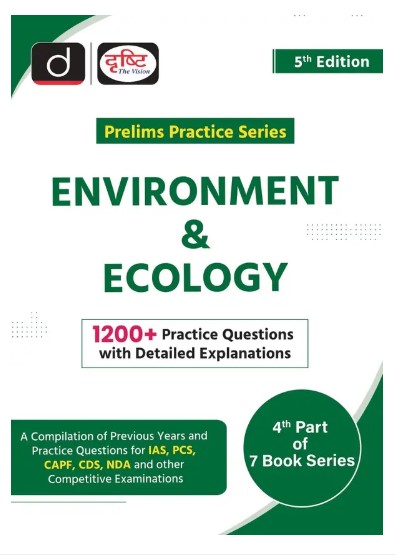 d
दृष्टि
The Vision
5th Edition
Prelims Practice Series
ENVIRONMENT
&
ECOLOGY
1200+ Practice Questions
with Detailed Explanations
A Compilation of Previous Years and
Practice Questions for IAS, PCS,
CAPF, CDS, NDA and other
Competitive Examinations
4th Part
of
7 Book Series